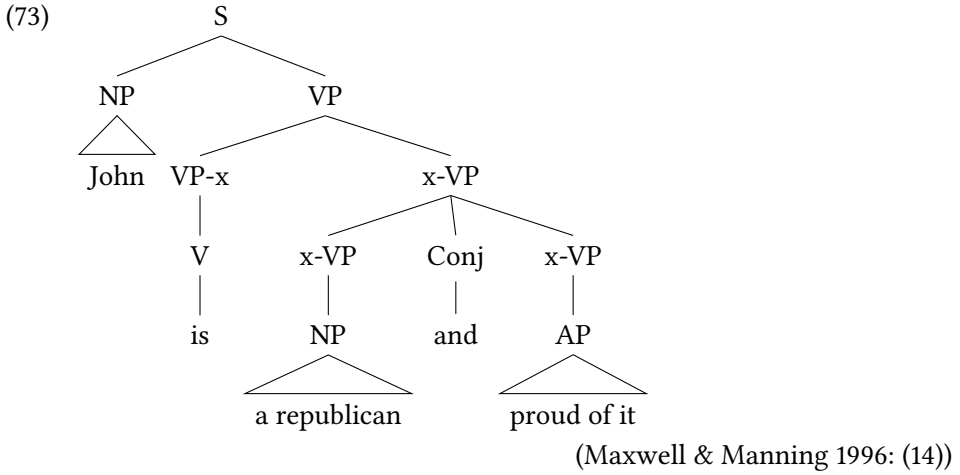 (73) S
NP VP
John VP-x x-VP
V x-VP Conj x-VP
is NP and AP
a republican proud of it
(Maxwell & Manning 1996: (14))